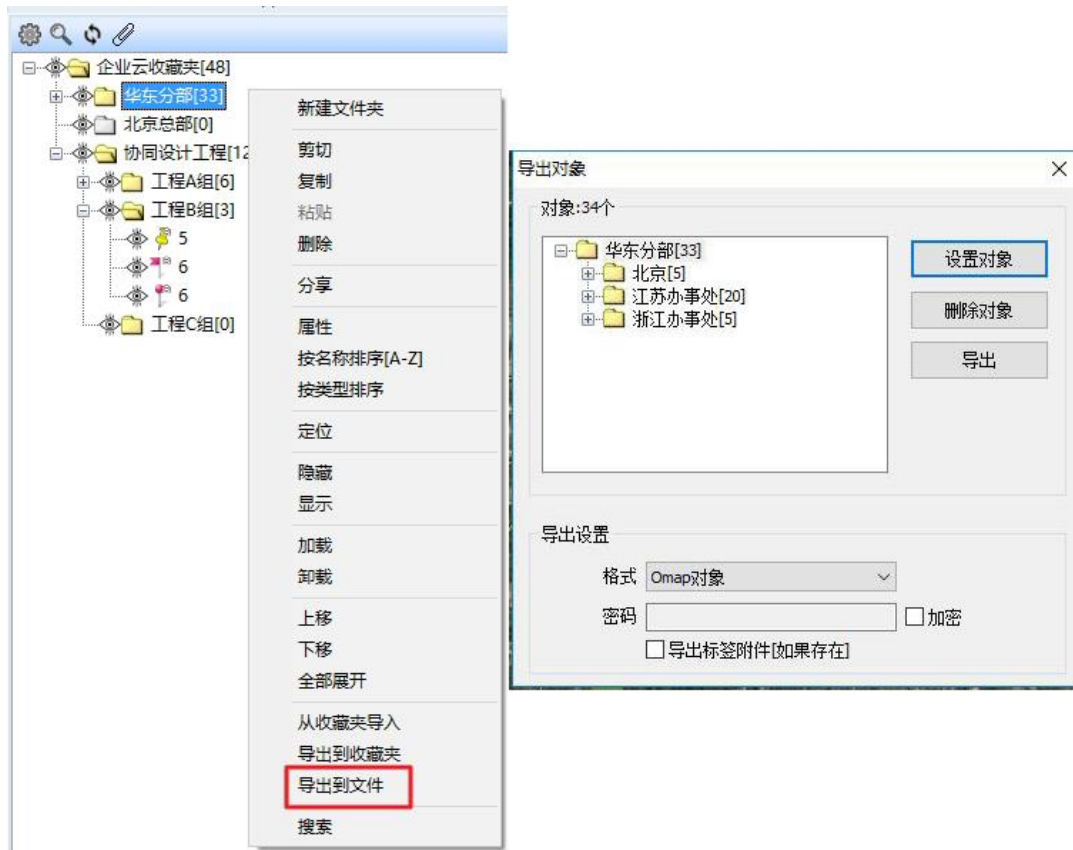 企业云收藏夹[48]
华东分部[33]
北京总部[0]
协同设计工程[12
工程A组[6]
工程B组[3]
5
6
6
工程C组[0]
新建文件夹
剪切
复制
粘贴
删除
分享
属性
按名称排序[A-Z]
按类型排序
定位
隐藏
显示
加载
卸载
上移
下移
全部展开
从收藏夹导入
导出到收藏夹
导出到文件
搜索
导出对象
对象:34个
华东分部[33]
北京[5]
江苏办事处[20]
浙江办事处[5]
设置对象
删除对象
导出
导出设置
格式 Omap对象
密码 加密
导出标签附件[如果存在]